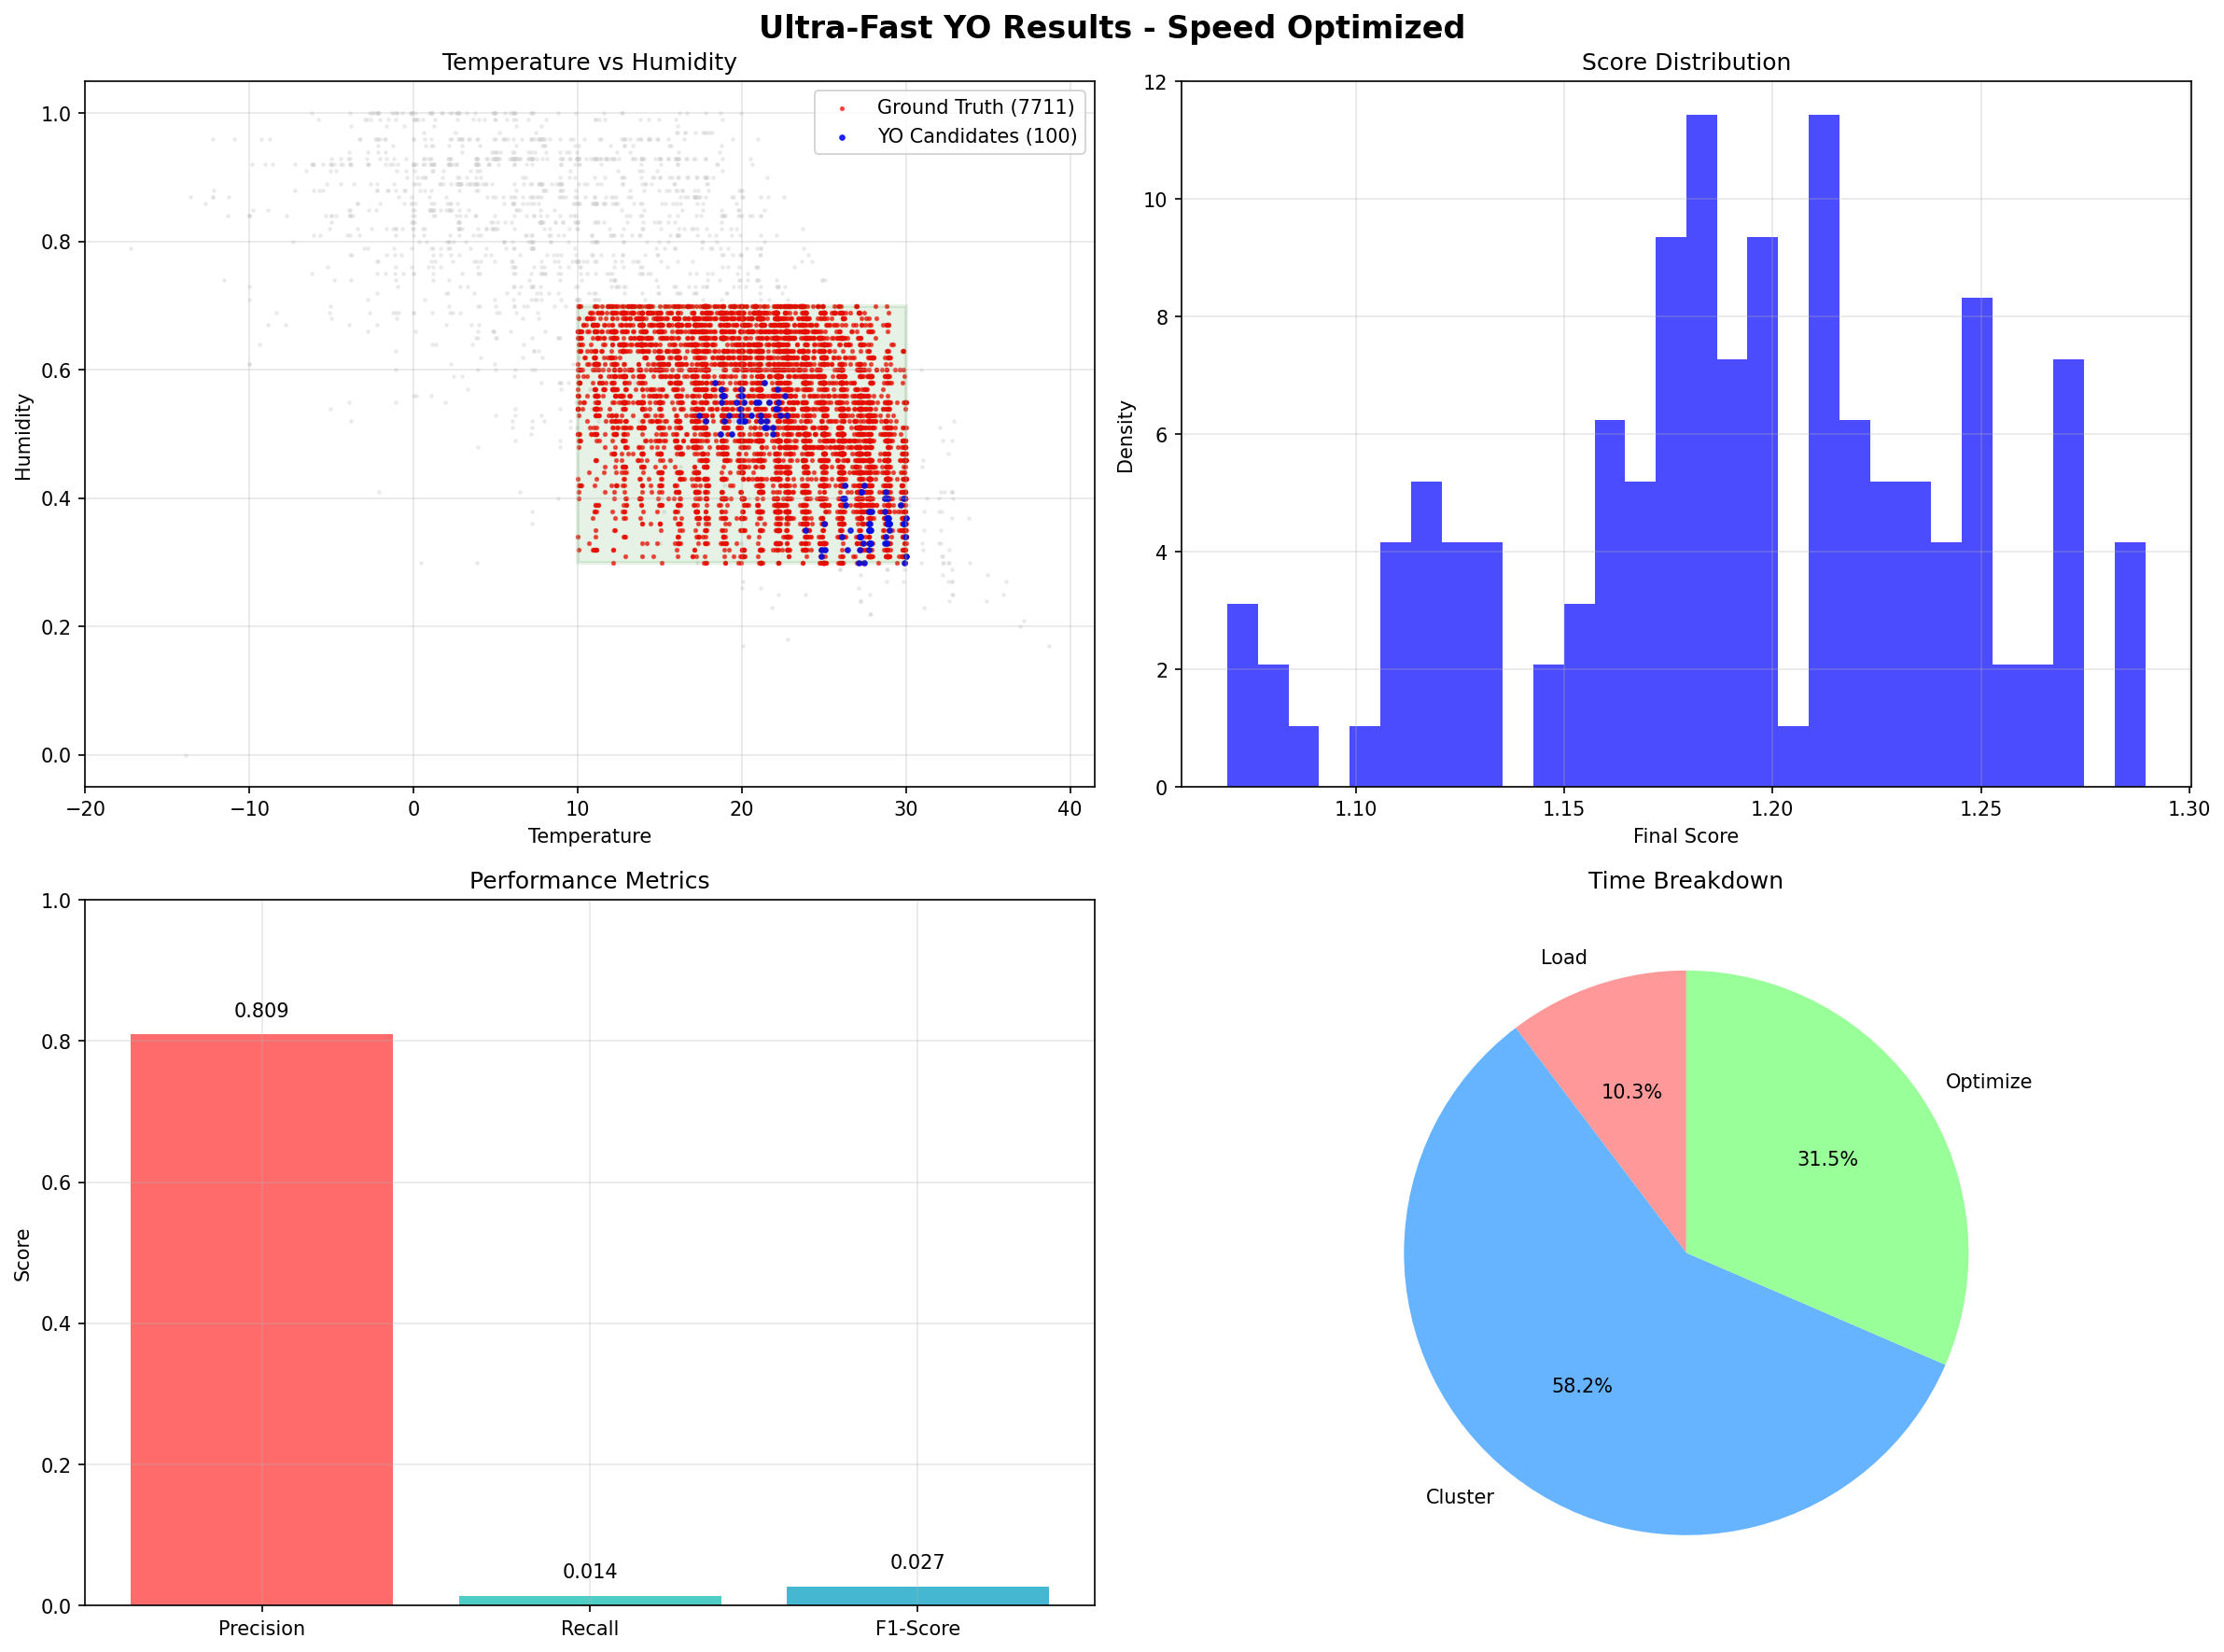 Ultra-Fast YO Results - Speed Optimized
Temperature vs Humidity
Ground Truth (7711)
YO Candidates (100)
1.0
0.8
0.6
0.4
0.2
0.0
Humidity
−20
−10
0
10
20
30
40
Temperature
Score Distribution
12
10
8
6
4
2
0
Density
1.10
1.15
1.20
1.25
1.30
Final Score
Performance Metrics
1.0
0.8
0.6
0.4
0.2
0.0
Score
0.809
0.014
0.027
Precision
Recall
F1-Score
Time Breakdown
Load
10.3%
Optimize
31.5%
58.2%
Cluster